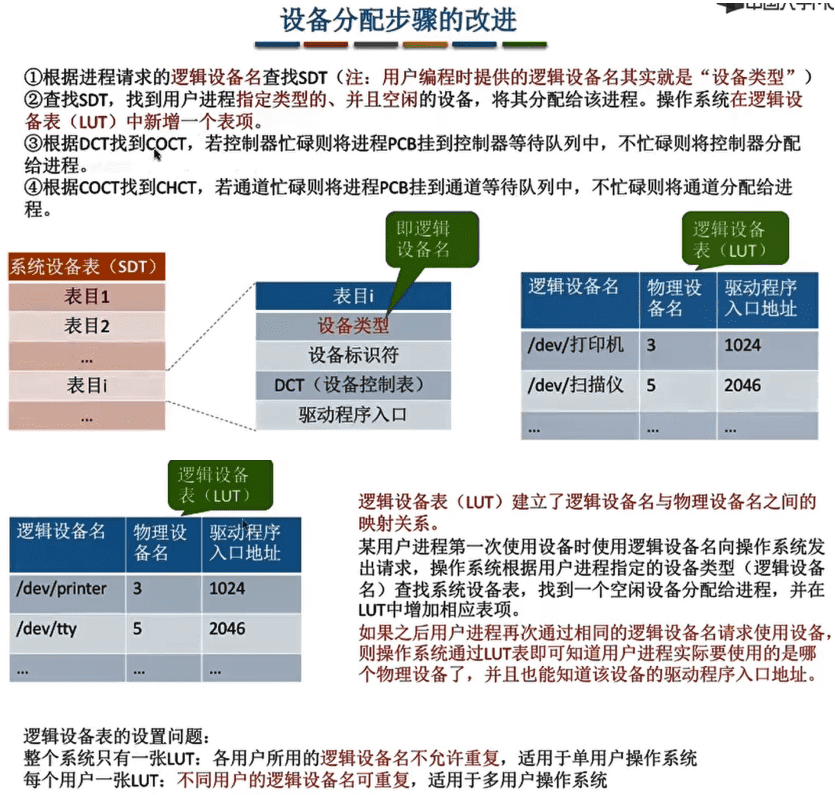 设备分配步骤的改进
①根据进程请求的逻辑设备名查找SDT（注：用户编程时提供的逻辑设备名其实就是“设备类型”）
②查找SDT，找到用户进程指定类型的、并且空闲的设备，将其分配给该进程。操作系统在逻辑设
备表（LUT）中新增一个表项。
③根据DCT找到COCT，若控制器忙碌则将进程PCB挂到控制器等待队列中，不忙碌则将控制器分配
给进程。
④根据COCT找到CHCT，若通道忙碌则将进程PCB挂到通道等待队列中，不忙碌则将通道分配给进
程。
即逻辑
设备名
逻辑设备
表（LUT）
系统设备表（SDT）
表目1
表目2
...
表目i
...
表目i
设备类型
设备标识符
DCT（设备控制表）
驱动程序入口
逻辑设备名 物理设备名 驱动程序入口地址
/dev/打印机 3 1024
/dev/扫描仪 5 2046
... ... ...
逻辑设备
表（LUT）
逻辑设备名 物理设备名 驱动程序入口地址
/dev/printer 3 1024
/dev/tty 5 2046
... ... ...
逻辑设备表（LUT）建立了逻辑设备名与物理设备名之间的
映射关系。
某用户进程第一次使用设备时使用逻辑设备名向操作系统发
出请求，操作系统根据用户进程指定的设备类型（逻辑设备
名）查找系统设备表，找到一个空闲设备分配给进程，并在
LUT中增加相应表项。
如果之后用户进程再次通过相同的逻辑设备名请求使用设备，
则操作系统通过LUT表即可知道用户进程实际要使用的是哪
个物理设备了，并且也能知道该设备的驱动程序入口地址。
逻辑设备表的设置问题：
整个系统只有一张LUT：各用户所用的逻辑设备名不允许重复，适用于单用户操作系统
每个用户一张LUT：不同用户的逻辑设备名可重复，适用于多用户操作系统